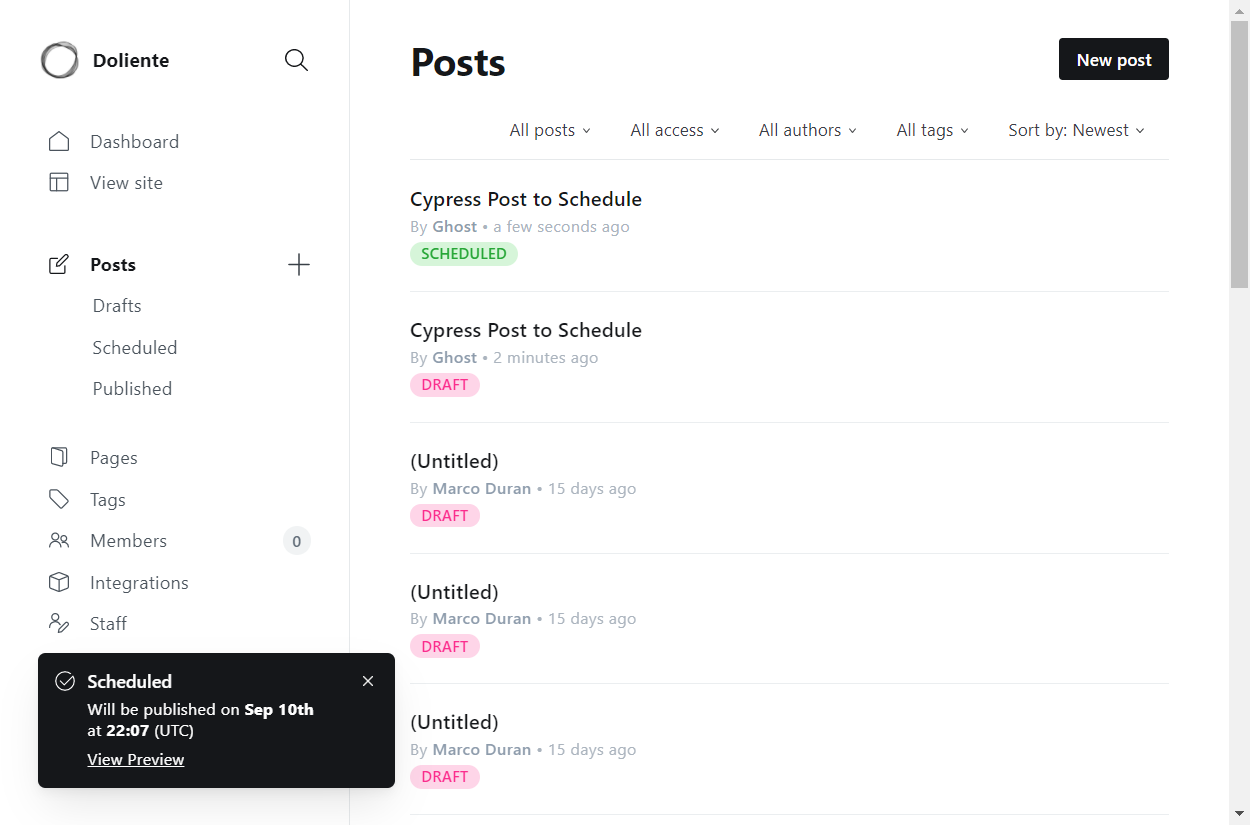 Doliente
Dashboard
View site
Posts
Drafts
Scheduled
Published
Pages
Tags
Members
0
Integrations
Staff
Scheduled
Will be published on Sep 10th
at 22:07 (UTC)
View Preview
Posts
New post
All posts
All access
All authors
All tags
Sort by: Newest
Cypress Post to Schedule
By Ghost • a few seconds ago
SCHEDULED
Cypress Post to Schedule
By Ghost • 2 minutes ago
DRAFT
(Untitled)
By Marco Duran • 15 days ago
DRAFT
(Untitled)
By Marco Duran • 15 days ago
DRAFT
(Untitled)
By Marco Duran • 15 days ago
DRAFT